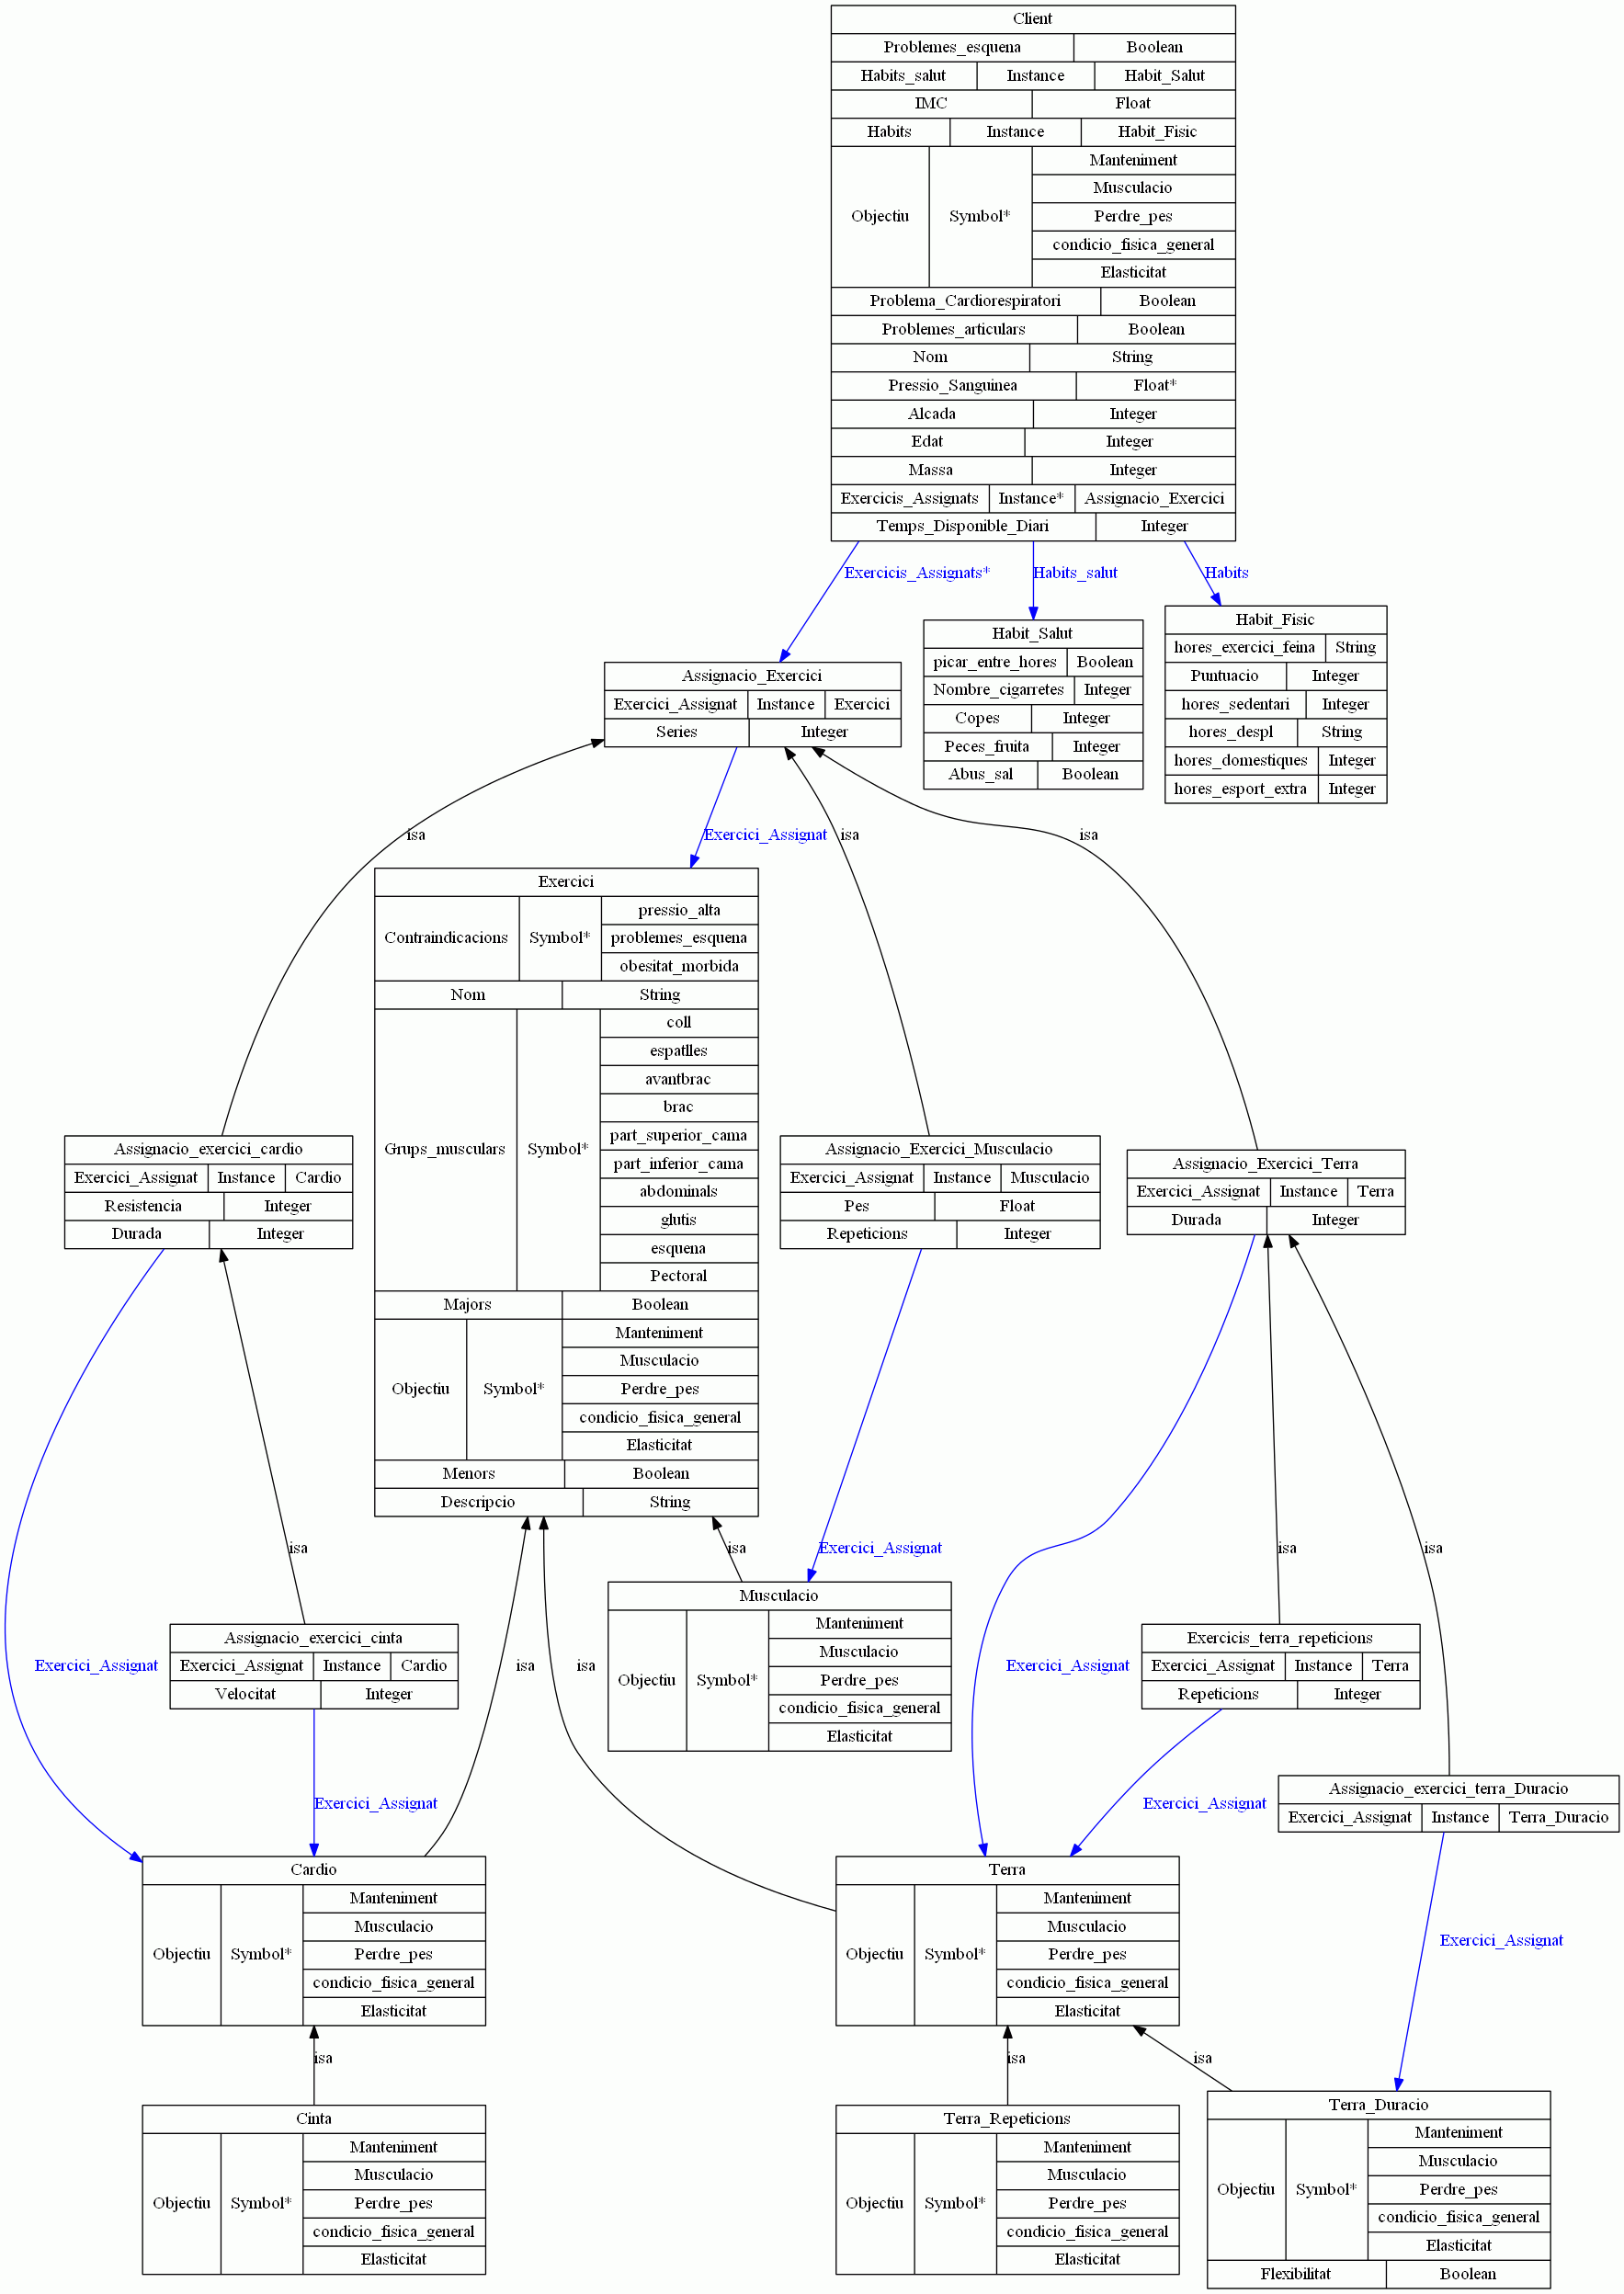 Client
Problemes_esquena Boolean
Habits_salut Instance Habit_Salut
IMC Float
Habits Instance Habit_Fisic
Objectiu Symbol* Manteniment
Musculacio
Perdre_pes
condicio_fisica_general
Elasticitat
Problema_Cardiorespiratori Boolean
Problemes_articulars Boolean
Nom String
Pressio_Sanguinea Float*
Alcada Integer
Edat Integer
Massa Integer
Exercicis_Assignats Instance* Assignacio_Exercici
Temps_Disponible_Diari Integer
Exercicis_Assignats*
Habits_salut
Habits
Assignacio_Exercici
Exercici_Assignat Instance Exercici
Series Integer
Habit_Salut
picar_entre_hores Boolean
Nombre_cigarretes Integer
Copes Integer
Peces_fruita Integer
Abus_sal Boolean
Habit_Fisic
hores_exercici_feina String
Puntuacio Integer
hores_sedentari Integer
hores_despl String
hores_domestiques Integer
hores_esport_extra Integer
isa
Exercici_Assignat
isa
isa
Exercici
Contraindicacions Symbol* pressio_alta
problemes_esquena
obesitat_morbida
Nom String
Grups_musculars Symbol* coll
espatlles
avantbrac
brac
part_superior_cama
part_inferior_cama
abdominals
glutis
esquena
Pectoral
Majors Boolean
Objectiu Symbol* Manteniment
Musculacio
Perdre_pes
condicio_fisica_general
Elasticitat
Menors Boolean
Descripcio String
Assignacio_exercici_cardio
Exercici_Assignat Instance Cardio
Resistencia Integer
Durada Integer
Assignacio_Exercici_Musculacio
Exercici_Assignat Instance Musculacio
Pes Float
Repeticions Integer
Assignacio_Exercici_Terra
Exercici_Assignat Instance Terra
Durada Integer
isa
isa
Exercici_Assignat
isa
isa
Musculacio
Objectiu Symbol* Manteniment
Musculacio
Perdre_pes
condicio_fisica_general
Elasticitat
Assignacio_exercici_cinta
Exercici_Assignat Instance Cardio
Velocitat Integer
Exercicis_terra_repeticions
Exercici_Assignat Instance Terra
Repeticions Integer
Exercici_Assignat
isa
isa
Exercici_Assignat
Assignacio_exercici_terra_Duracio
Exercici_Assignat Instance Terra_Duracio
Exercici_Assignat
Exercici_Assignat
Cardio
Objectiu Symbol* Manteniment
Musculacio
Perdre_pes
condicio_fisica_general
Elasticitat
Terra
Objectiu Symbol* Manteniment
Musculacio
Perdre_pes
condicio_fisica_general
Elasticitat
Exercici_Assignat
isa
isa
isa
Cinta
Objectiu Symbol* Manteniment
Musculacio
Perdre_pes
condicio_fisica_general
Elasticitat
Terra_Repeticions
Objectiu Symbol* Manteniment
Musculacio
Perdre_pes
condicio_fisica_general
Elasticitat
Terra_Duracio
Objectiu Symbol* Manteniment
Musculacio
Perdre_pes
condicio_fisica_general
Elasticitat
Flexibilitat Boolean